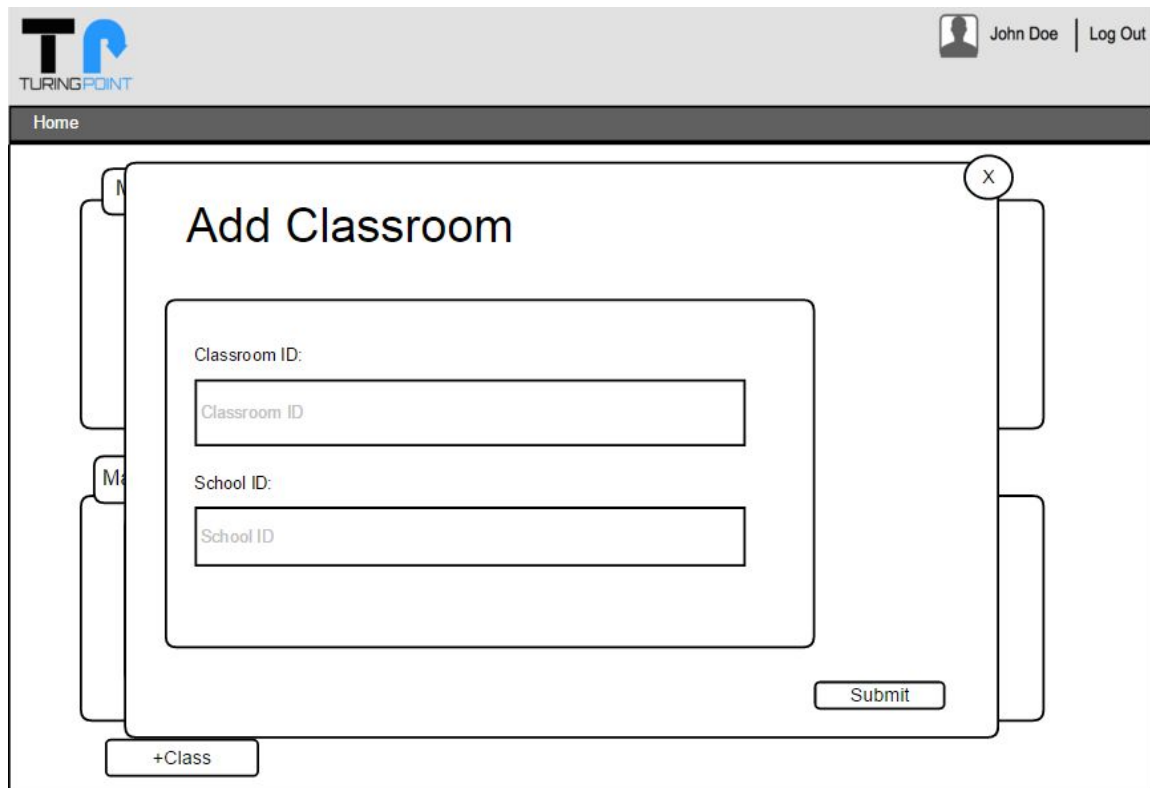 John Doe | Log Out
TURINGPOINT
Home
X
Add Classroom
Classroom ID:
Classroom ID
School ID:
School ID
Submit
+Class